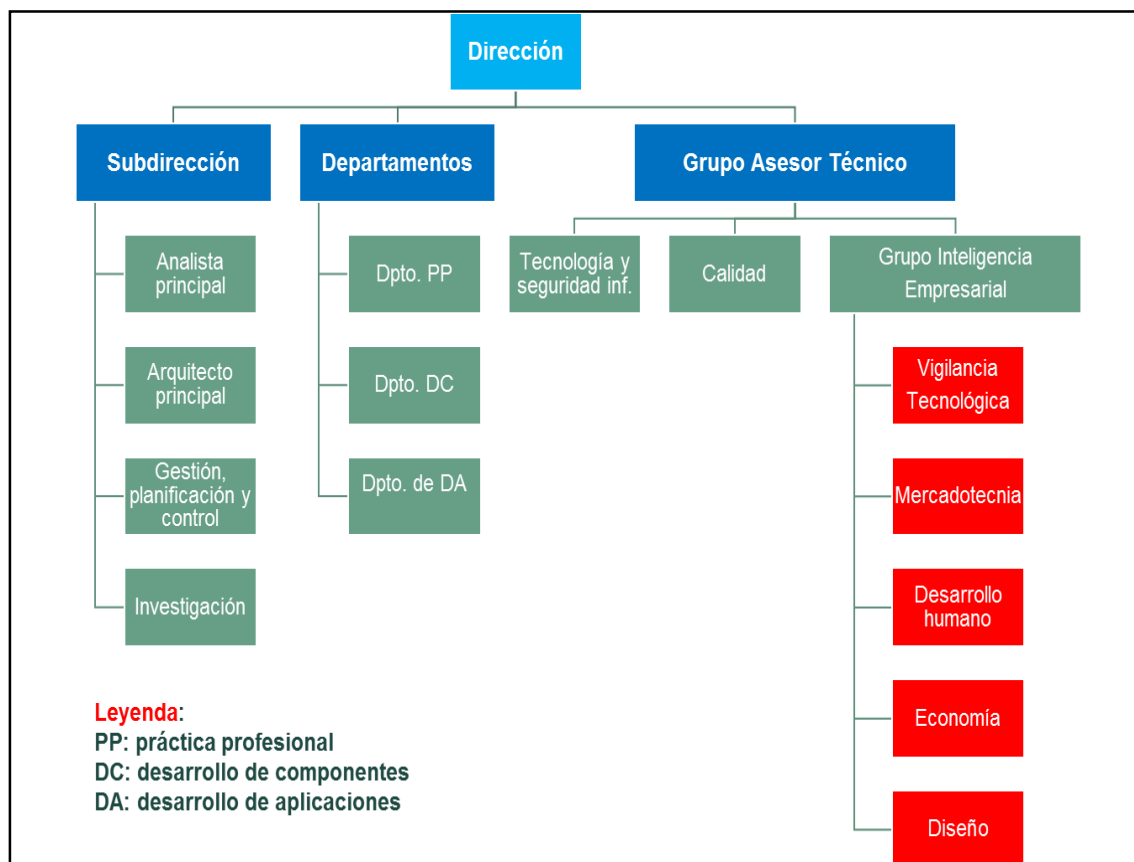 Dirección
Subdirección
Departamentos
Grupo Asesor Técnico
Analista
principal
Arquitecto
principal
Gestión,
planificación y
control
Investigación
Dpto. PP
Dpto. DC
Dpto. de DA
Tecnología y
seguridad inf.
Calidad
Grupo Inteligencia
Empresarial
Vigilancia
Tecnológica
Mercadotecnia
Desarrollo
humano
Economía
Diseño
Leyenda:
PP: práctica profesional
DC: desarrollo de componentes
DA: desarrollo de aplicaciones